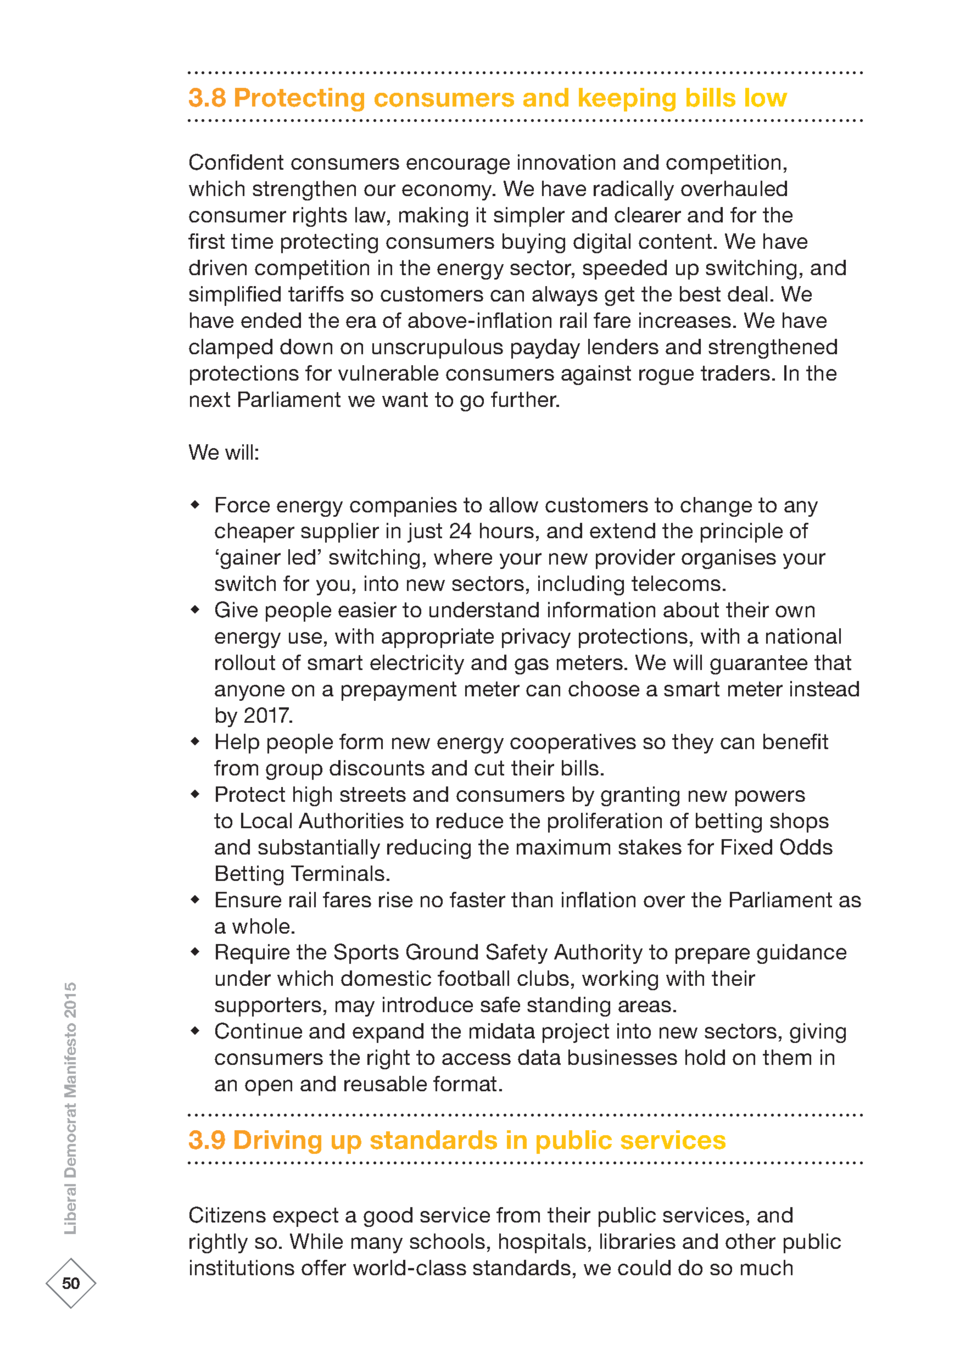 3.8 Protecting consumers and keeping bills low
Confident consumers encourage innovation and competition,
which strengthen our economy. We have radically overhauled
consumer rights law, making it simpler and clearer and for the
first time protecting consumers buying digital content. We have
driven competition in the energy sector, speeded up switching, and
simplified tariffs so customers can always get the best deal. We
have ended the era of above-inflation rail fare increases. We have
clamped down on unscrupulous payday lenders and strengthened
protections for vulnerable consumers against rogue traders. In the
next Parliament we want to go further.
We will:
◆ Force energy companies to allow customers to change to any
cheaper supplier in just 24 hours, and extend the principle of
‘gainer led’ switching, where your new provider organises your
switch for you, into new sectors, including telecoms.
◆ Give people easier to understand information about their own
energy use, with appropriate privacy protections, with a national
rollout of smart electricity and gas meters. We will guarantee that
anyone on a prepayment meter can choose a smart meter instead
by 2017.
◆ Help people form new energy cooperatives so they can benefit
from group discounts and cut their bills.
◆ Protect high streets and consumers by granting new powers
to Local Authorities to reduce the proliferation of betting shops
and substantially reducing the maximum stakes for Fixed Odds
Betting Terminals.
◆ Ensure rail fares rise no faster than inflation over the Parliament as
a whole.
◆ Require the Sports Ground Safety Authority to prepare guidance
under which domestic football clubs, working with their
supporters, may introduce safe standing areas.
◆ Continue and expand the midata project into new sectors, giving
consumers the right to access data businesses hold on them in
an open and reusable format.
3.9 Driving up standards in public services
Citizens expect a good service from their public services, and
rightly so. While many schools, hospitals, libraries and other public
institutions offer world-class standards, we could do so much
Liberal Democrat Manifesto 2015
50